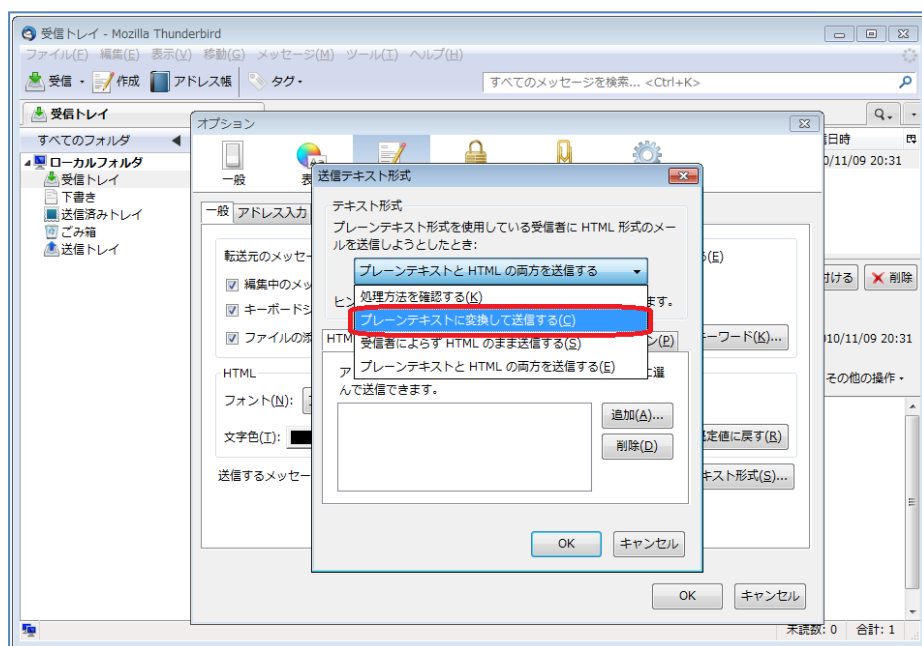 受信トレイ - Mozilla Thunderbird
ファイル(F) 編集(E) 表示(V) 移動(G) メッセージ(M) ツール(T) ヘルプ(H)
受信 作成 アドレス帳 タグ すべてのメッセージを検索... <Ctrl+K>
受信トレイ
すべてのフォルダ
ローカルフォルダ
受信トレイ
下書き
送信済みトレイ
ごみ箱
送信トレイ
日時
0/11/09 20:31
ける 削除
10/11/09 20:31
その他の操作
オプション
一般 表
一般 アドレス入力
転送元のメッセー (E)
編集中のメッ
キーボードシ
ファイルの添 ーワード(K)...
HTML
フォント(N):
文字色(T): 定値に戻す(R)
送信するメッセー キスト形式(S)...
OK キャンセル
送信テキスト形式
テキスト形式
プレーンテキスト形式を使用している受信者に HTML 形式のメー
ルを送信しようとしたとき:
プレーンテキストと HTML の両方を送信する
処理方法を確認する(K)
プレーンテキストに変換して送信する(C)
受信者によらず HTML のまま送信する(S)
プレーンテキストと HTML の両方を送信する(E)
ヒン ます。
HTM ン(P)
ア に選
んで送信できます。
追加(A)...
削除(D)
OK キャンセル
未読数: 0 合計: 1